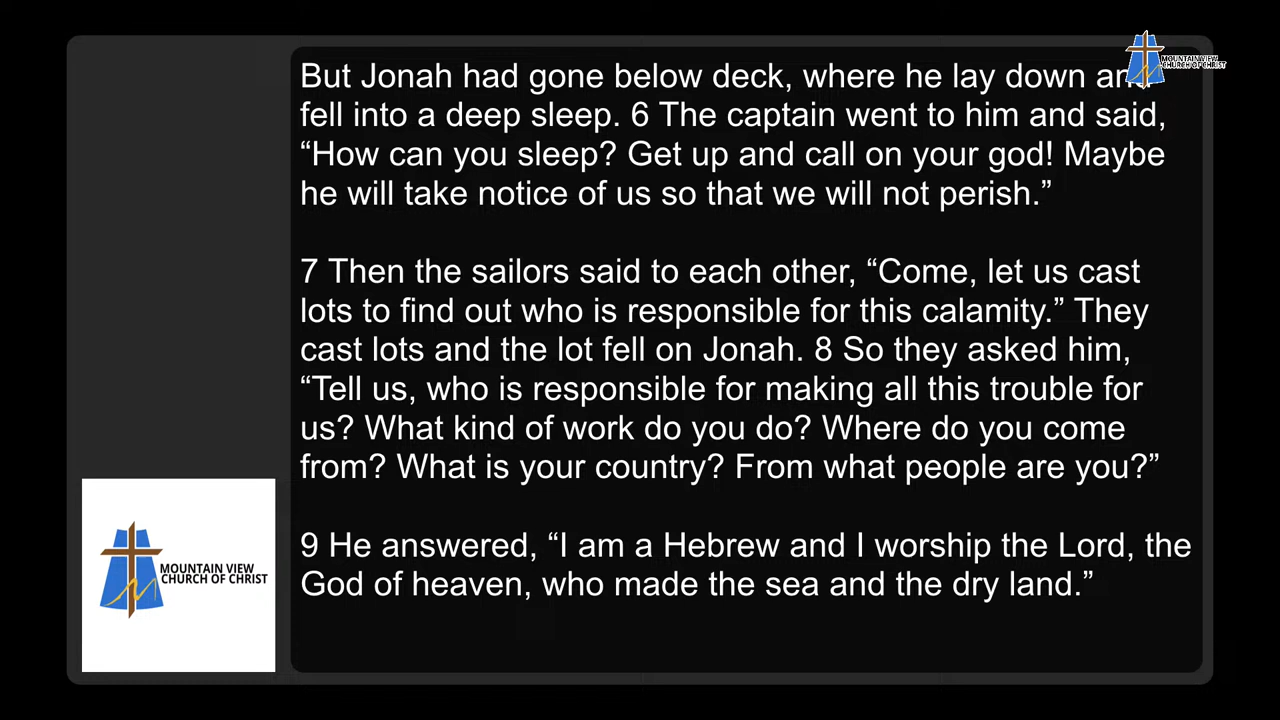 But Jonah had gone below deck, where he lay down and
fell into a deep sleep. 6 The captain went to him and said,
“How can you sleep? Get up and call on your god! Maybe
he will take notice of us so that we will not perish.”
7 Then the sailors said to each other, “Come, let us cast
lots to find out who is responsible for this calamity.” They
cast lots and the lot fell on Jonah. 8 So they asked him,
“Tell us, who is responsible for making all this trouble for
us? What kind of work do you do? Where do you come
from? What is your country? From what people are you?”
9 He answered, “I am a Hebrew and I worship the Lord, the
God of heaven, who made the sea and the dry land.”
MOUNTAIN VIEW
CHURCH OF CHRIST
MOUNTAIN VIEW
CHURCH OF CHRIST